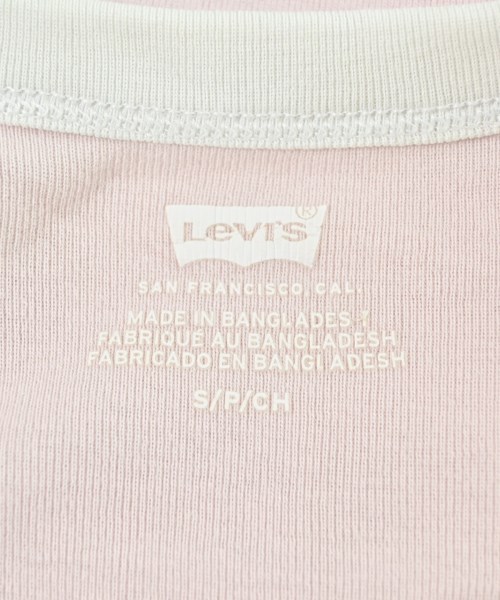 Levi's®
SAN FRANCISCO, CAL.
MADE IN BANGLADESH
FABRIQUÉ AU BANGLADESH
FABRICADO EN BANGLADESH
S/P/CH